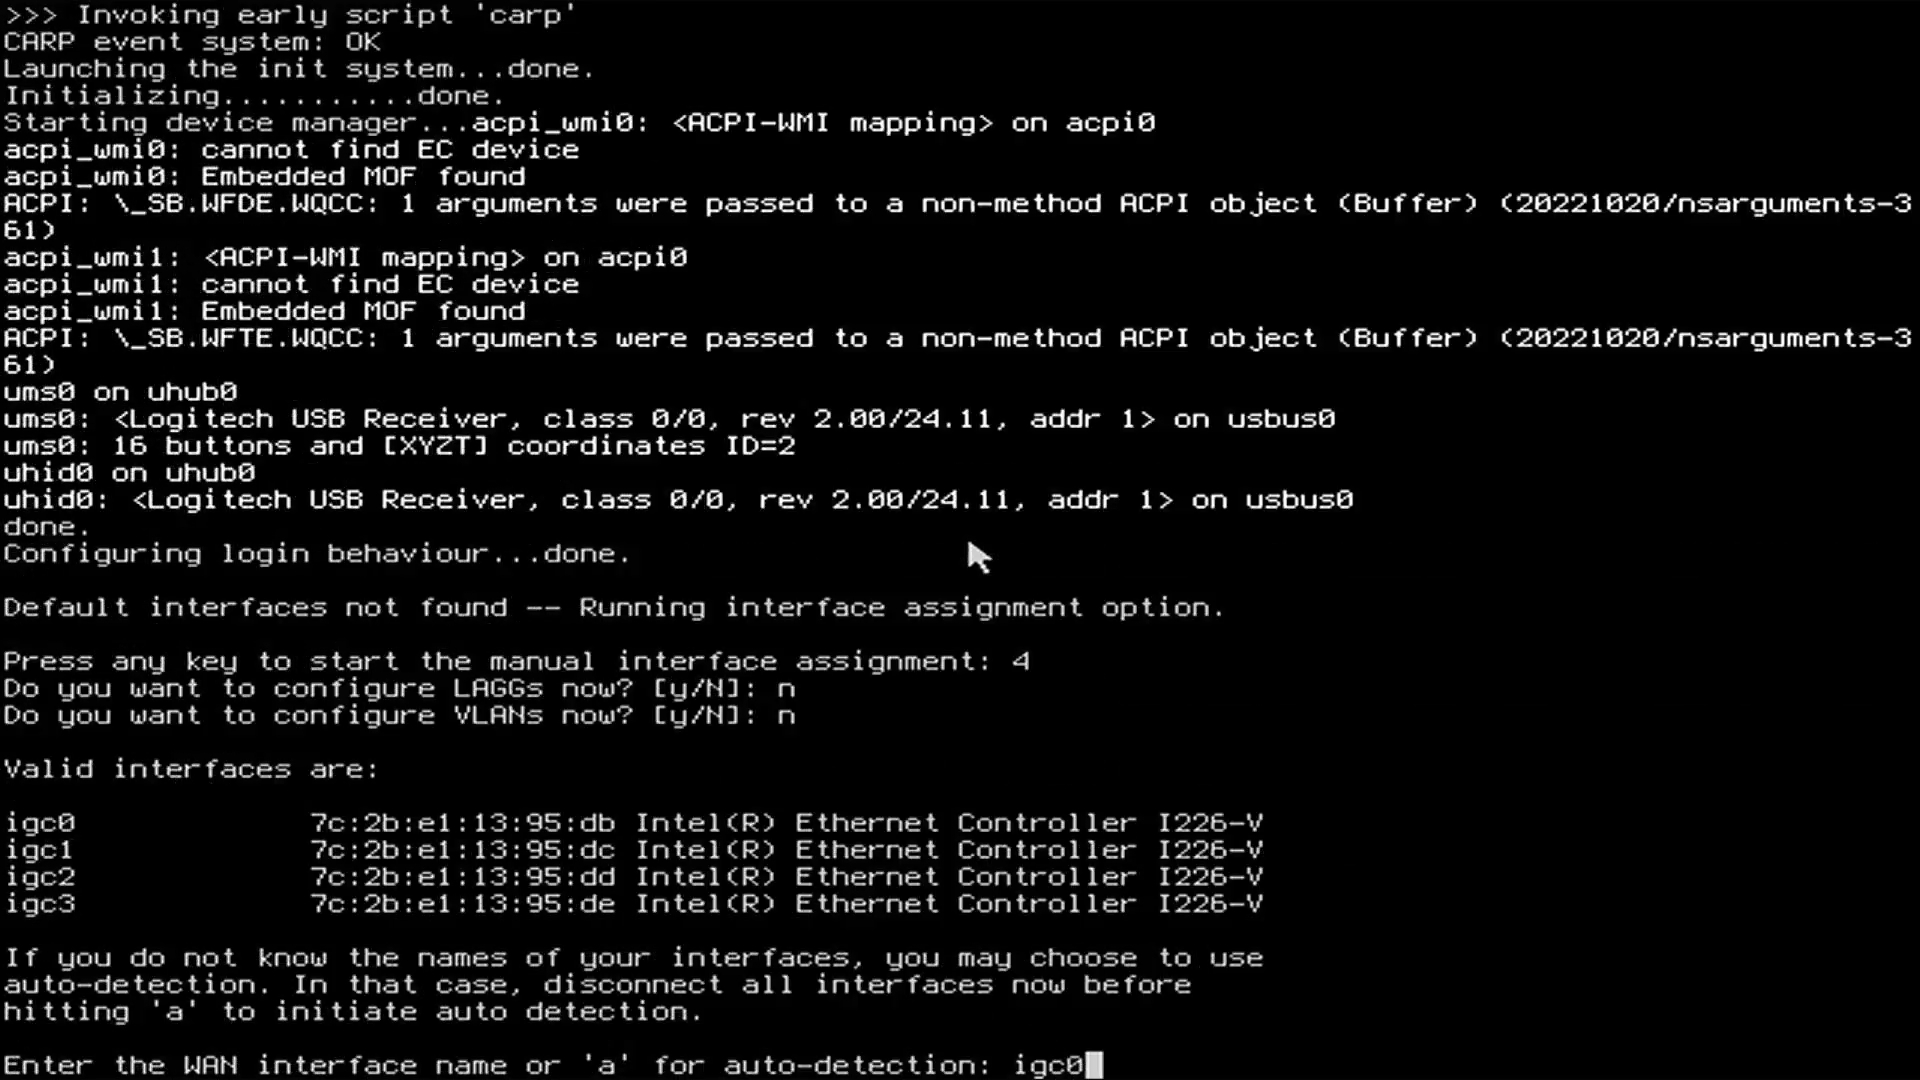 >>> Invoking early script 'carp'
CARP event system: OK
Launching the init system...done.
Initializing...........done.
Starting device manager...acpi_wmi0: <ACPI-WMI mapping> on acpi0
acpi_wmi0: cannot find EC device
acpi_wmi0: Embedded MOF found
ACPI: \_SB.WFDE.WQCC: 1 arguments were passed to a non-method ACPI object (Buffer) (20221020/nsarguments-3
61)
acpi_wmi1: <ACPI-WMI mapping> on acpi0
acpi_wmi1: cannot find EC device
acpi_wmi1: Embedded MOF found
ACPI: \_SB.WFTE.WQCC: 1 arguments were passed to a non-method ACPI object (Buffer) (20221020/nsarguments-3
61)
ums0 on uhub0
ums0: <Logitech USB Receiver, class 0/0, rev 2.00/24.11, addr 1> on usbus0
ums0: 16 buttons and [XYZT] coordinates ID=2
uhid0 on uhub0
uhid0: <Logitech USB Receiver, class 0/0, rev 2.00/24.11, addr 1> on usbus0
done.
Configuring login behaviour...done.
Default interfaces not found -- Running interface assignment option.
Press any key to start the manual interface assignment: 4
Do you want to configure LAGGs now? [y/N]: n
Do you want to configure VLANs now? [y/N]: n
Valid interfaces are:
igc0 7c:2b:e1:13:95:db Intel(R) Ethernet Controller I226-V
igc1 7c:2b:e1:13:95:dc Intel(R) Ethernet Controller I226-V
igc2 7c:2b:e1:13:95:dd Intel(R) Ethernet Controller I226-V
igc3 7c:2b:e1:13:95:de Intel(R) Ethernet Controller I226-V
If you do not know the names of your interfaces, you may choose to use
auto-detection. In that case, disconnect all interfaces now before
hitting 'a' to initiate auto detection.
Enter the WAN interface name or 'a' for auto-detection: igc0